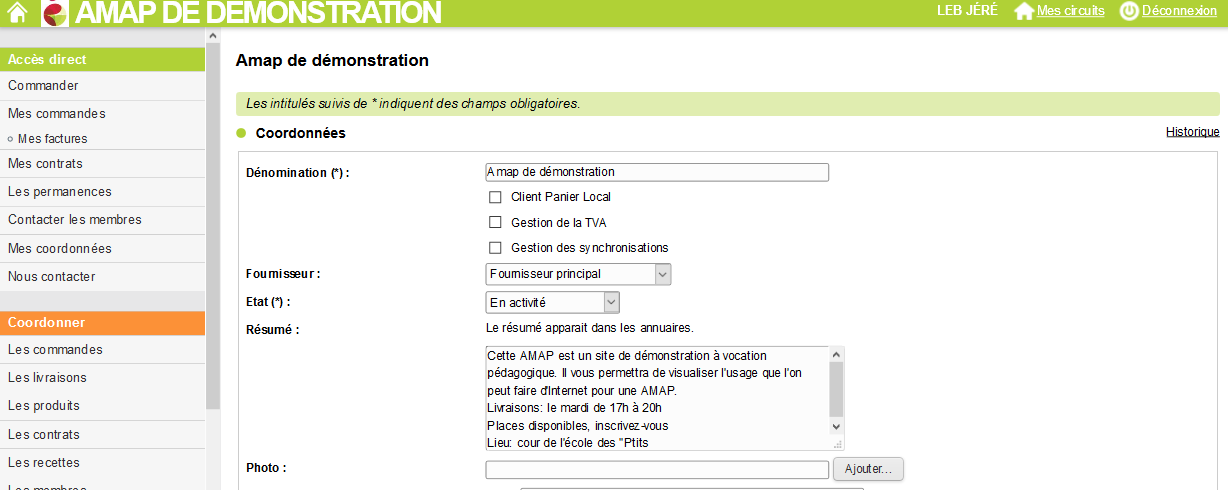 AMAP DE DEMONSTRATION
LEB JÉRÉ Mes circuits Déconnexion
Accès direct
Commander
Mes commandes
Mes factures
Mes contrats
Les permanences
Contacter les membres
Mes coordonnées
Nous contacter
Coordonner
Les commandes
Les livraisons
Les produits
Les contrats
Les recettes
Les membres
Amap de démonstration
Les intitulés suivis de * indiquent des champs obligatoires.
Coordonnées
Historique
Dénomination (*) : Amap de démonstration
Client Panier Local
Gestion de la TVA
Gestion des synchronisations
Fournisseur : Fournisseur principal
Etat (*) : En activité
Résumé : Le résumé apparait dans les annuaires.
Cette AMAP est un site de démonstration à vocation
pédagogique. Il vous permettra de visualiser l'usage que l'on
peut faire d'Internet pour une AMAP.
Livraisons: le mardi de 17h à 20h
Places disponibles, inscrivez-vous
Lieu: cour de l'école des "Ptits
Photo : Ajouter...